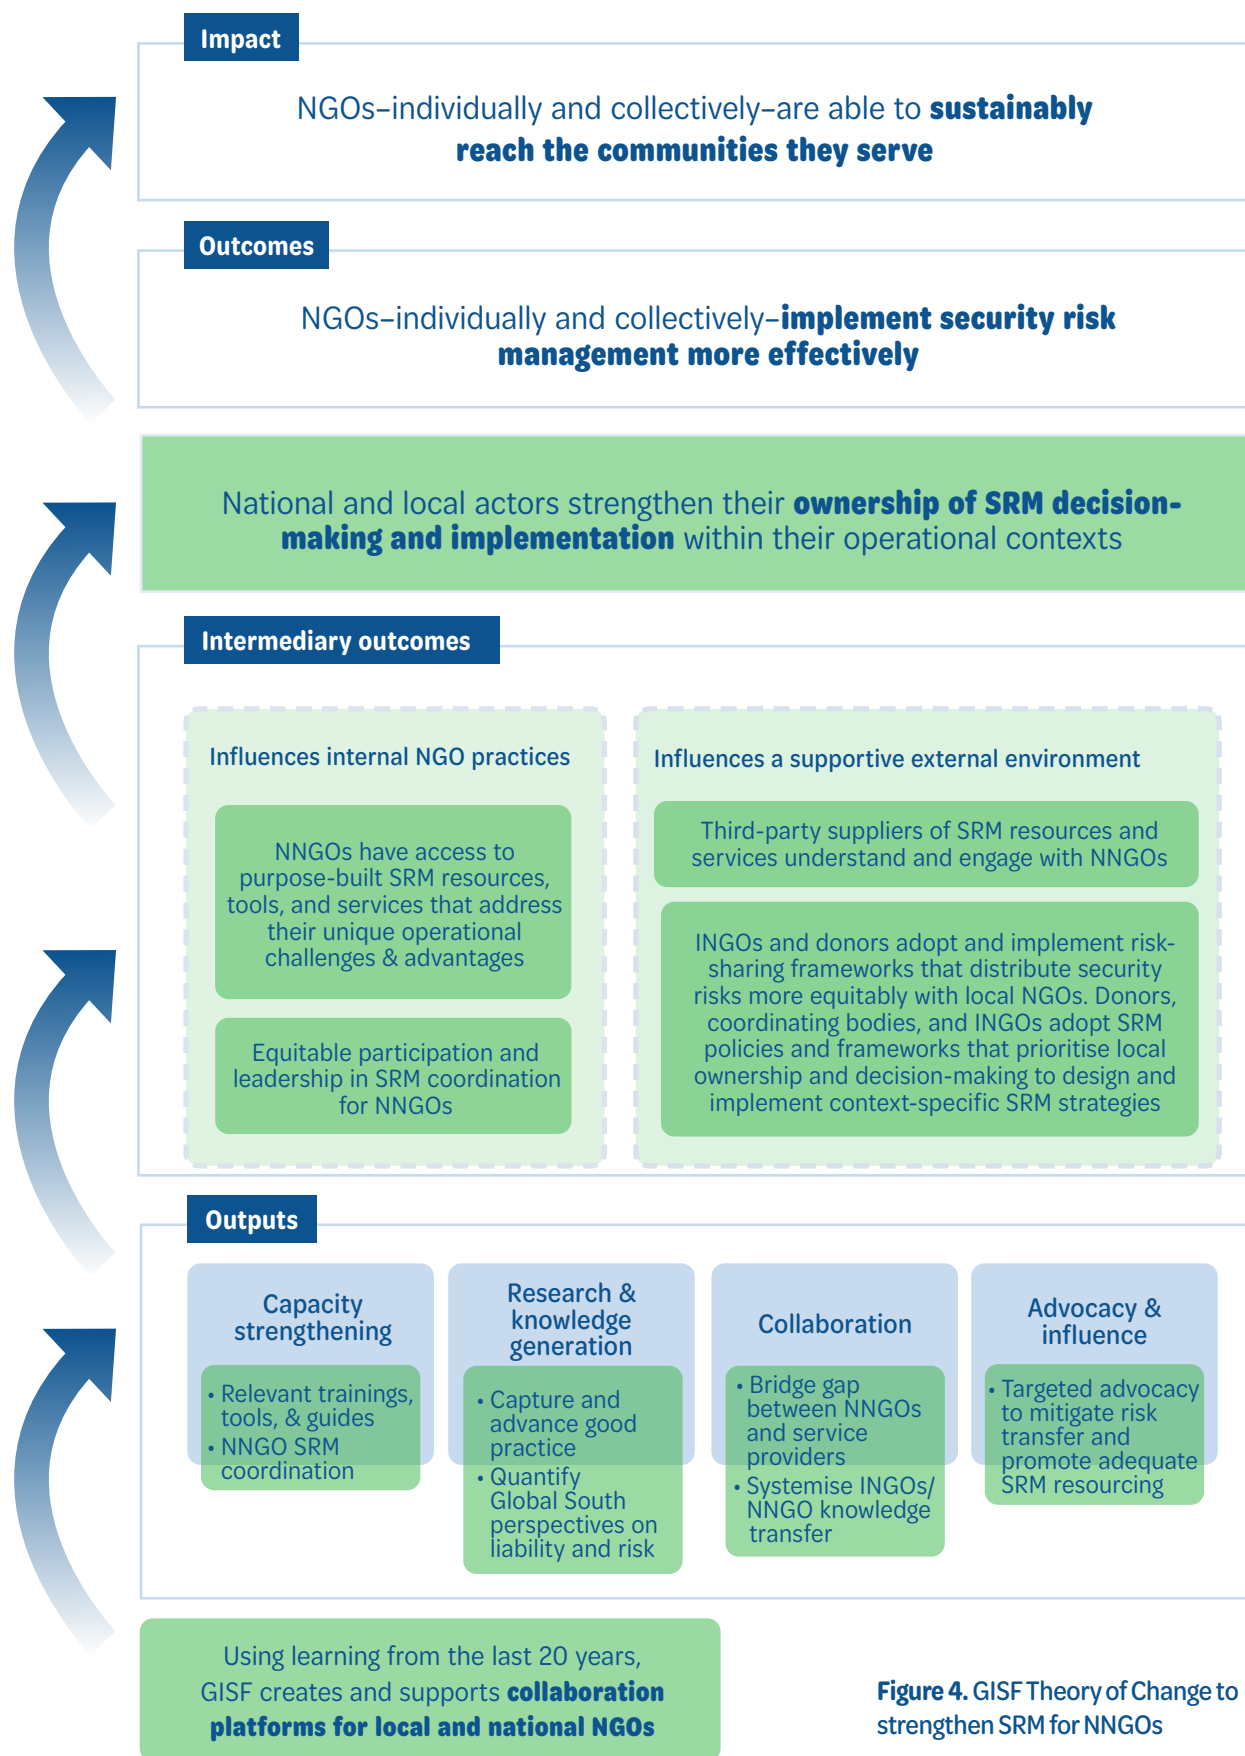 Impact
NGOs–individually and collectively–are able to sustainably
reach the communities they serve
Outcomes
NGOs–individually and collectively–implement security risk
management more effectively
National and local actors strengthen their ownership of SRM decision-
making and implementation within their operational contexts
Intermediary outcomes
Influences internal NGO practices
NNGOs have access to
purpose-built SRM resources,
tools, and services that address
their unique operational
challenges & advantages
Equitable participation and
leadership in SRM coordination
for NNGOs
Influences a supportive external environment
Third-party suppliers of SRM resources and
services understand and engage with NNGOs
INGOs and donors adopt and implement risk-
sharing frameworks that distribute security
risks more equitably with local NGOs. Donors,
coordinating bodies, and INGOs adopt SRM
policies and frameworks that prioritise local
ownership and decision-making to design and
implement context-specific SRM strategies
Outputs
Capacity
strengthening
• Relevant trainings,
tools, & guides
• NNGO SRM
coordination
Research &
knowledge
generation
• Capture and
advance good
practice
• Quantify
Global South
perspectives on
liability and risk
Collaboration
• Bridge gap
between NNGOs
and service
providers
• Systemise INGOs/
NNGO knowledge
transfer
Advocacy &
influence
• Targeted advocacy
to mitigate risk
transfer and
promote adequate
SRM resourcing
Using learning from the last 20 years,
GISF creates and supports collaboration
platforms for local and national NGOs
Figure 4. GISF Theory of Change to
strengthen SRM for NNGOs